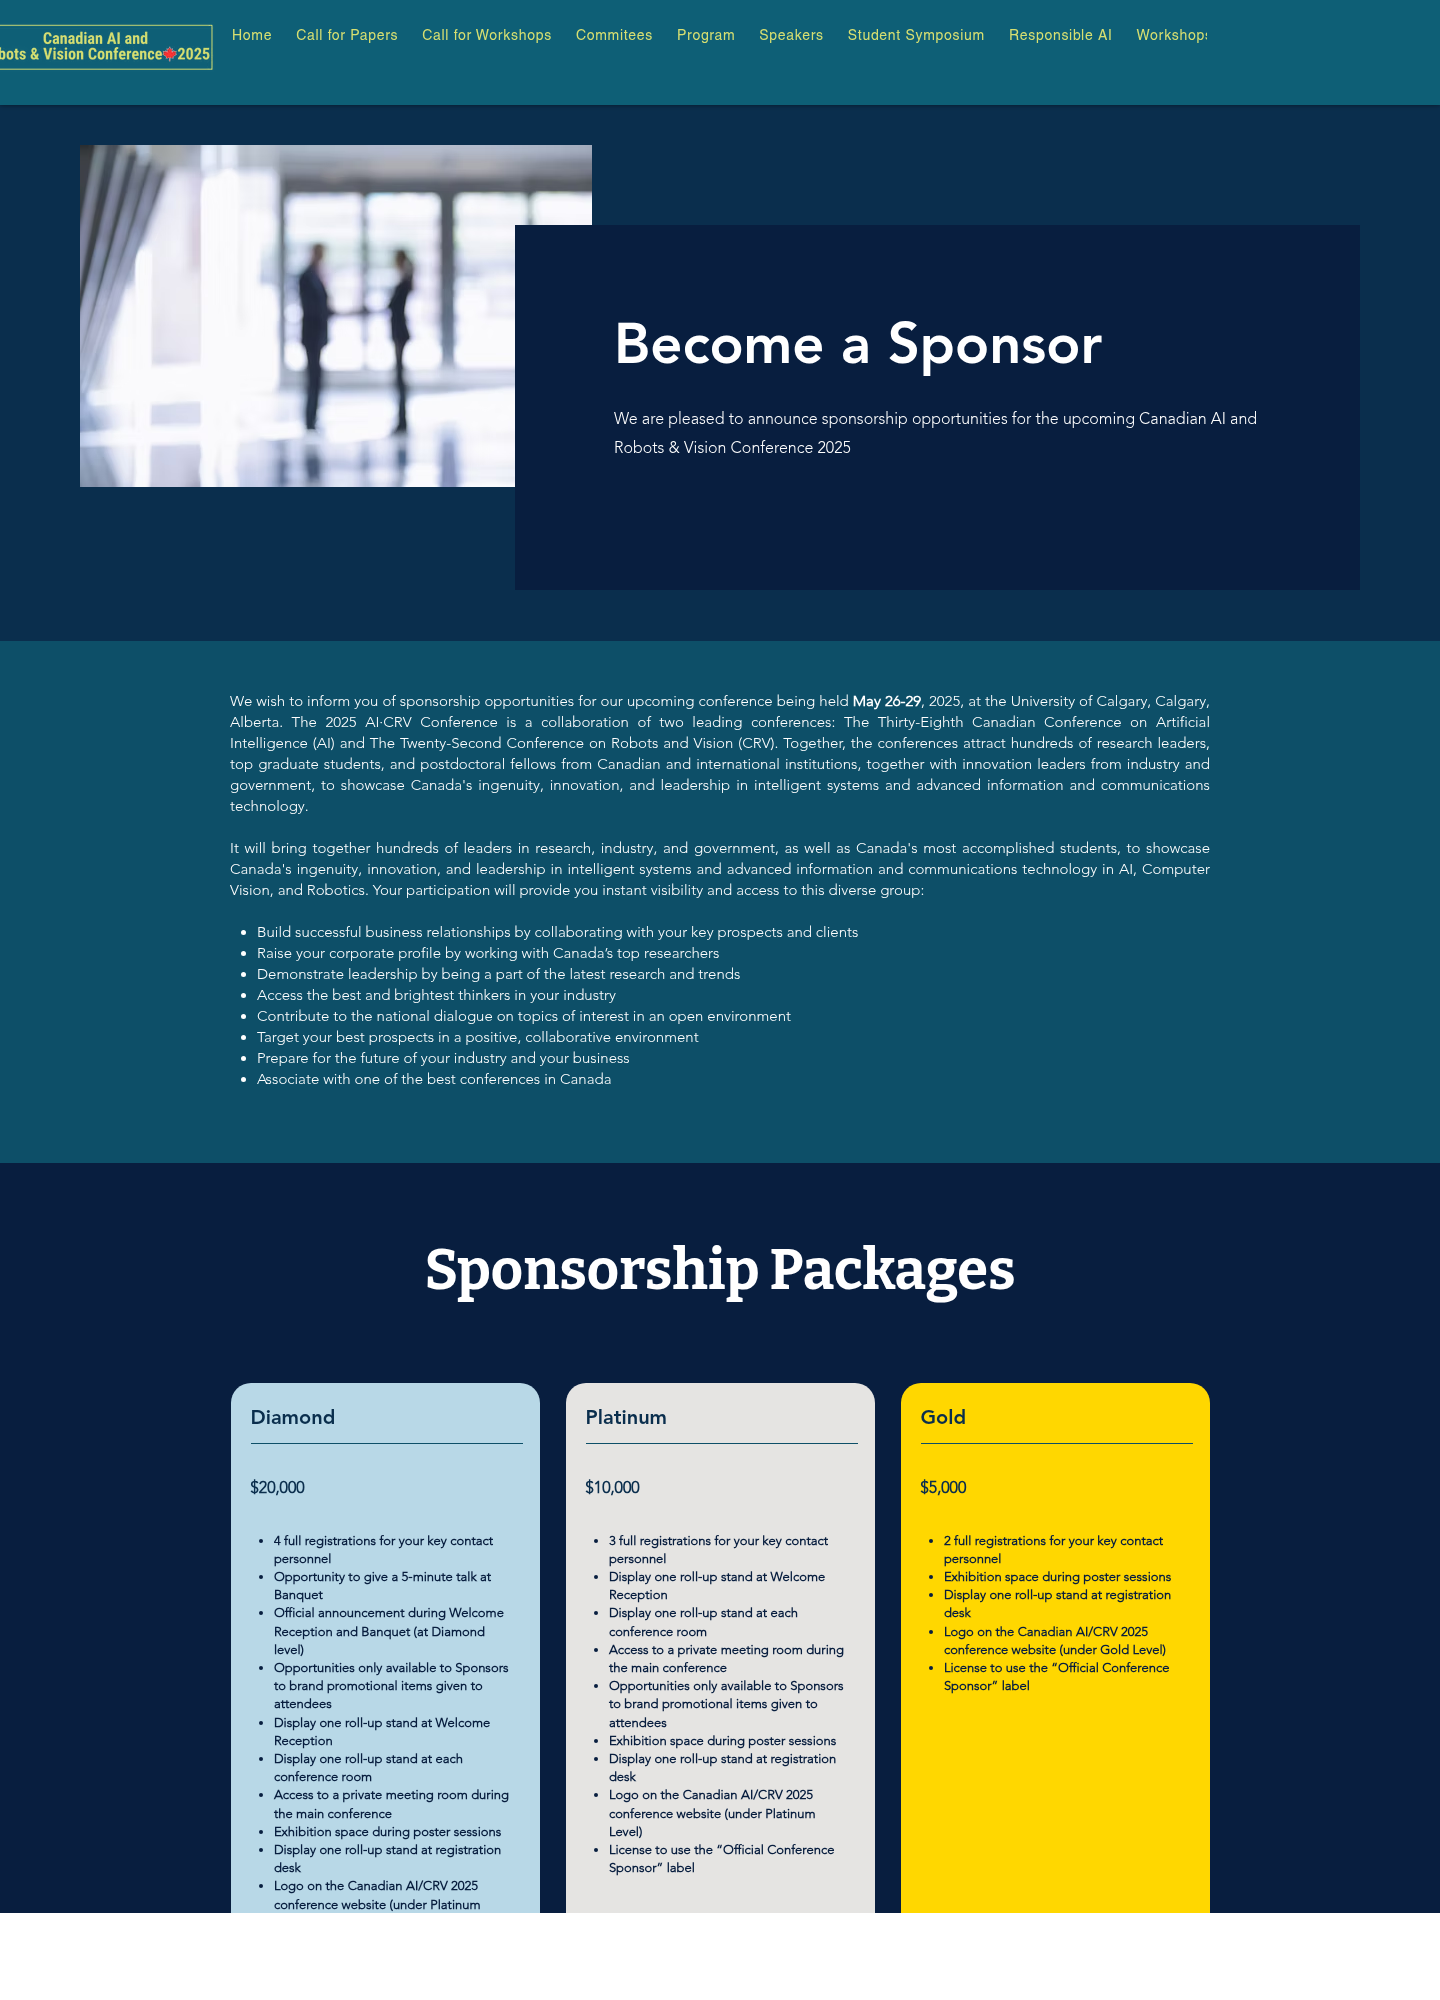 Canadian AI and
bots & Vision Conference 2025
Home Call for Papers Call for Workshops Commitees Program Speakers Student Symposium Responsible AI Workshops
Become a Sponsor
We are pleased to announce sponsorship opportunities for the upcoming Canadian AI and
Robots & Vision Conference 2025
We wish to inform you of sponsorship opportunities for our upcoming conference being held May 26-29, 2025, at the University of Calgary, Calgary,
Alberta. The 2025 AI·CRV Conference is a collaboration of two leading conferences: The Thirty-Eighth Canadian Conference on Artificial
Intelligence (AI) and The Twenty-Second Conference on Robots and Vision (CRV). Together, the conferences attract hundreds of research leaders,
top graduate students, and postdoctoral fellows from Canadian and international institutions, together with innovation leaders from industry and
government, to showcase Canada's ingenuity, innovation, and leadership in intelligent systems and advanced information and communications
technology.
It will bring together hundreds of leaders in research, industry, and government, as well as Canada's most accomplished students, to showcase
Canada's ingenuity, innovation, and leadership in intelligent systems and advanced information and communications technology in AI, Computer
Vision, and Robotics. Your participation will provide you instant visibility and access to this diverse group:
• Build successful business relationships by collaborating with your key prospects and clients
• Raise your corporate profile by working with Canada’s top researchers
• Demonstrate leadership by being a part of the latest research and trends
• Access the best and brightest thinkers in your industry
• Contribute to the national dialogue on topics of interest in an open environment
• Target your best prospects in a positive, collaborative environment
• Prepare for the future of your industry and your business
• Associate with one of the best conferences in Canada
Sponsorship Packages
Diamond
$20,000
• 4 full registrations for your key contact
personnel
• Opportunity to give a 5-minute talk at
Banquet
• Official announcement during Welcome
Reception and Banquet (at Diamond
level)
• Opportunities only available to Sponsors
to brand promotional items given to
attendees
• Display one roll-up stand at Welcome
Reception
• Display one roll-up stand at each
conference room
• Access to a private meeting room during
the main conference
• Exhibition space during poster sessions
• Display one roll-up stand at registration
desk
• Logo on the Canadian AI/CRV 2025
conference website (under Platinum
Platinum
$10,000
• 3 full registrations for your key contact
personnel
• Display one roll-up stand at Welcome
Reception
• Display one roll-up stand at each
conference room
• Access to a private meeting room during
the main conference
• Opportunities only available to Sponsors
to brand promotional items given to
attendees
• Exhibition space during poster sessions
• Display one roll-up stand at registration
desk
• Logo on the Canadian AI/CRV 2025
conference website (under Platinum
Level)
• License to use the “Official Conference
Sponsor” label
Gold
$5,000
• 2 full registrations for your key contact
personnel
• Exhibition space during poster sessions
• Display one roll-up stand at registration
desk
• Logo on the Canadian AI/CRV 2025
conference website (under Gold Level)
• License to use the “Official Conference
Sponsor” label